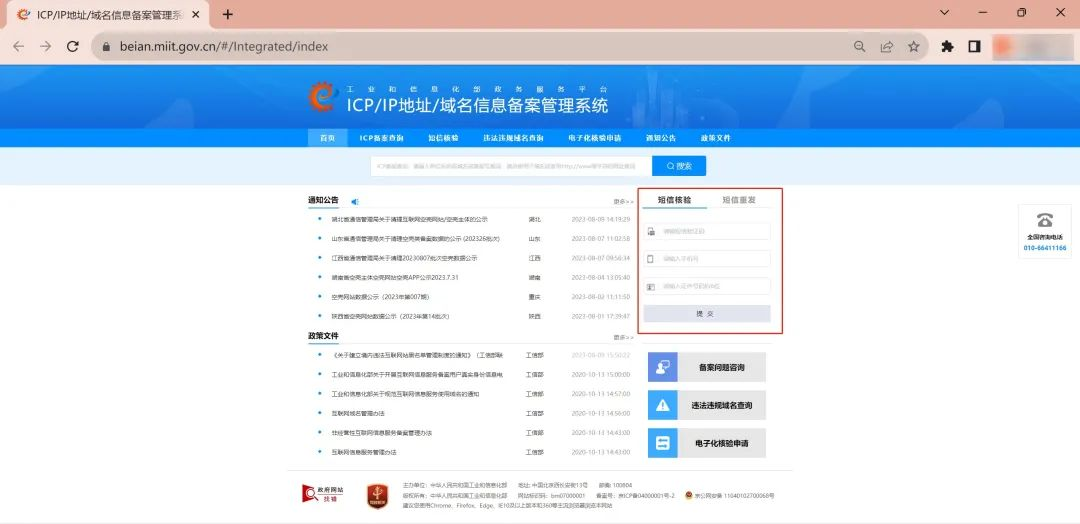 ICP/IP地址/域名信息备案管理系
beian.miit.gov.cn/#/Integrated/index
工业和信息化部政务服务平台
ICP/IP地址/域名信息备案管理系统
首页 ICP备案查询 短信核验 违法违规域名查询 电子化核验申请 通知公告 政策文件
搜索
通知公告 更多>>
湖北省通信管理局关于清理互联网空壳网站/空壳主体的公示 湖北 2023-08-09 14:19:29
山东省通信管理局关于清理空壳类备案数据的公示 (202326批次) 山东 2023-08-07 11:02:58
江西省通信管理局关于清理20230807批次空壳数据公示 江西 2023-08-07 09:56:34
湖南省空壳主体空壳网站空壳APP公示2023.7.31 湖南 2023-08-04 13:05:40
空壳网站数据公示（2023年第007期） 重庆 2023-08-02 11:11:50
陕西省空壳网站数据公示（2023年第14批次） 陕西 2023-08-01 17:39:47
短信核验 短信重发
请输入手机号
提 交
全国咨询电话
010-66411166
政策文件 更多>>
《关于建立境内违法互联网站黑名单管理制度的通知》（工信部联 工信部 2023-08-09 15:50:22
工业和信息化部关于开展互联网信息服务备案用户真实身份信息电 工信部 2020-10-13 15:00:00
工业和信息化部关于规范互联网信息服务使用域名的通知 工信部 2020-10-13 14:57:00
互联网域名管理办法 工信部 2020-10-13 14:56:00
非经营性互联网信息服务备案管理办法 工信部 2020-10-13 14:43:00
互联网信息服务管理办法 工信部 2020-10-13 14:43:00
备案问题咨询
违法违规域名查询
电子化核验申请
政府网站
找错
主办单位：中华人民共和国工业和信息化部 地址: 中国北京西长安街13号 邮编: 100804
版权所有：中华人民共和国工业和信息化部 网站标识码：bm07000001 备案号：京ICP备04000001号-2 京公网安备 11040102700068号
建议您使用Chrome、Firefox、Edge、IE10及以上版本和360等主流浏览器浏览本网站